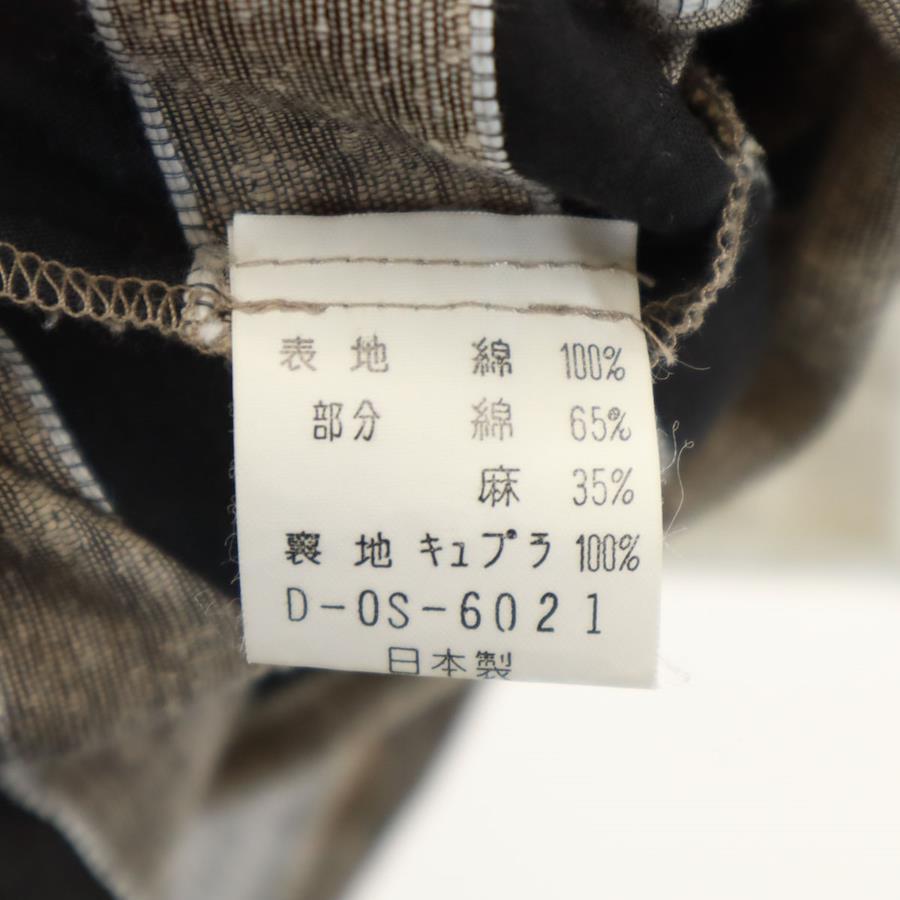 表地 綿 100%
部分 綿 65%
麻 35%
裏地 キュプラ 100%
D-OS-6021
日本製